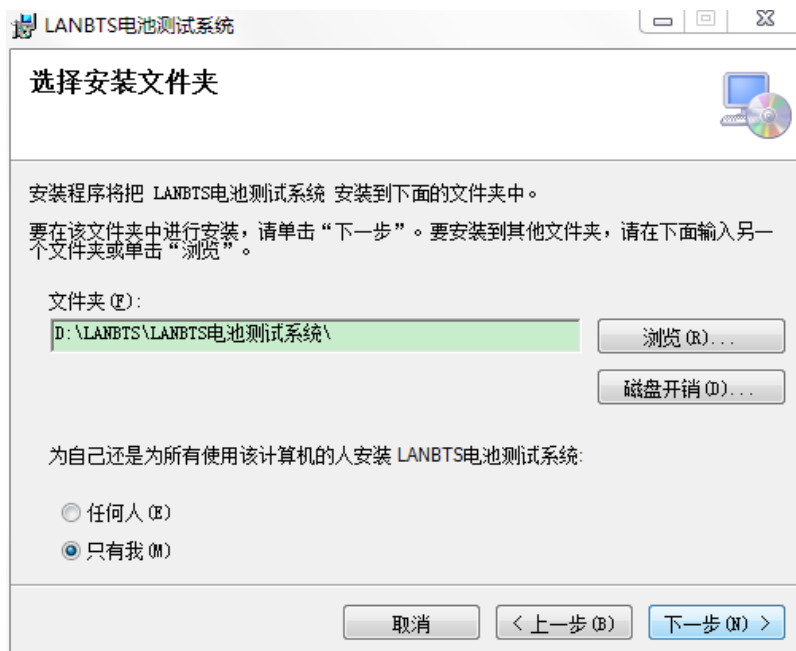 LANBTS电池测试系统
选择安装文件夹
安装程序将把 LANBTS电池测试系统 安装到下面的文件夹中。
要在该文件夹中进行安装，请单击“下一步”。要安装到其他文件夹，请在下面输入另一
个文件夹或单击“浏览”。
文件夹(F):
D:\LANBTS\LANBTS电池测试系统\
浏览(R)...
磁盘开销(D)...
为自己还是为所有使用该计算机的人安装 LANBTS电池测试系统:
任何人(E)
只有我(M)
取消
< 上一步(B)
下一步(N) >